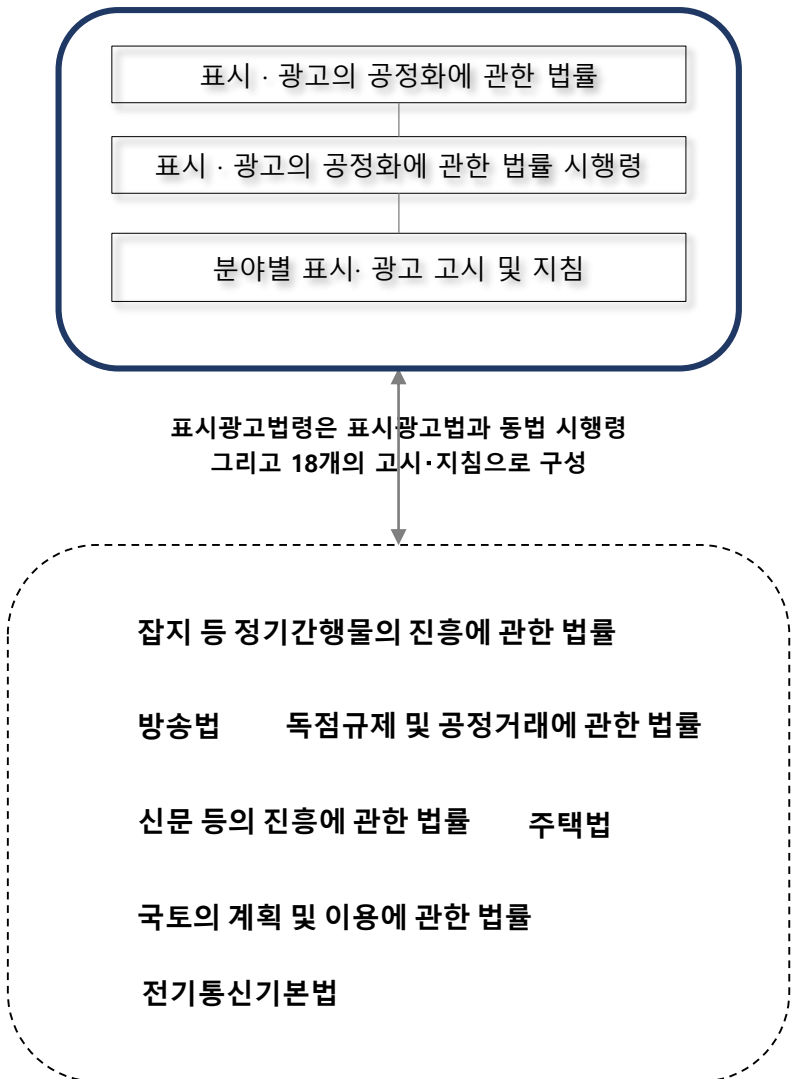 표시 · 광고의 공정화에 관한 법률
표시 · 광고의 공정화에 관한 법률 시행령
분야별 표시· 광고 고시 및 지침
표시광고법령은 표시광고법과 동법 시행령
그리고 18개의 고시·지침으로 구성
잡지 등 정기간행물의 진흥에 관한 법률
방송법 독점규제 및 공정거래에 관한 법률
신문 등의 진흥에 관한 법률 주택법
국토의 계획 및 이용에 관한 법률
전기통신기본법